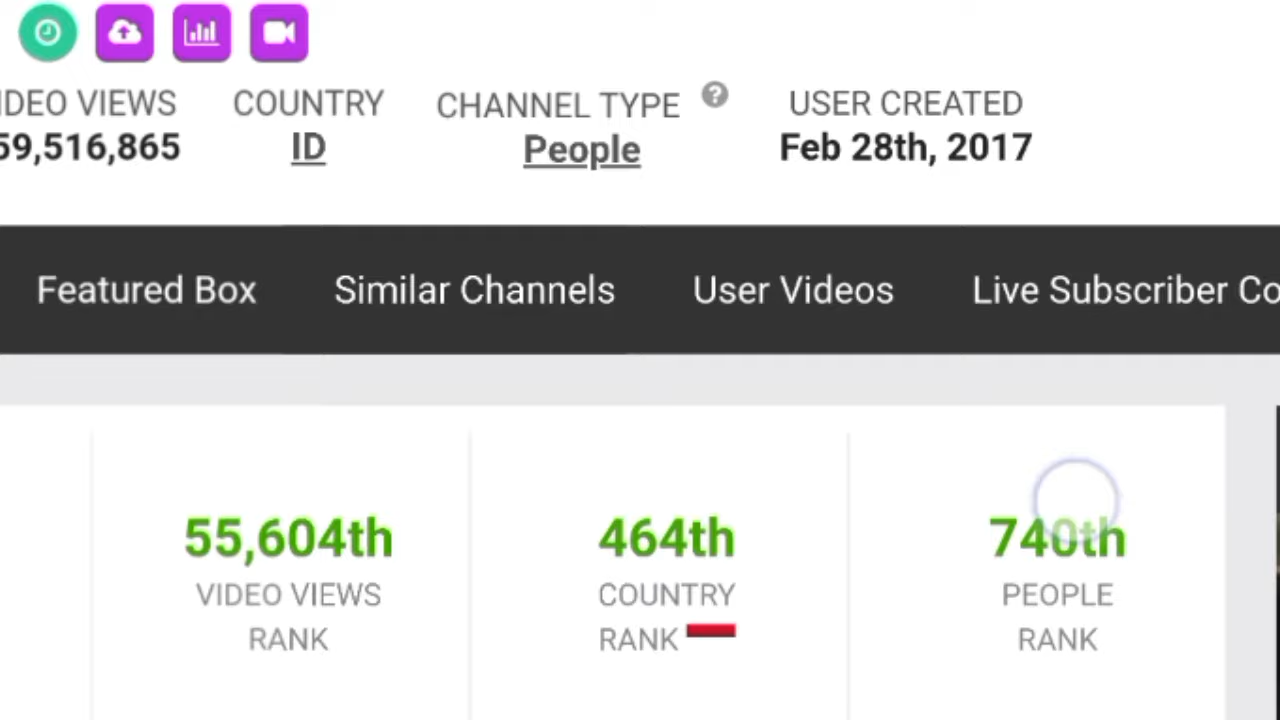 IDEO VIEWS COUNTRY CHANNEL TYPE ? USER CREATED
59,516,865 ID People Feb 28th, 2017
Featured Box Similar Channels User Videos Live Subscriber Co
55,604th 464th 740th
VIDEO VIEWS COUNTRY PEOPLE
RANK RANK RANK